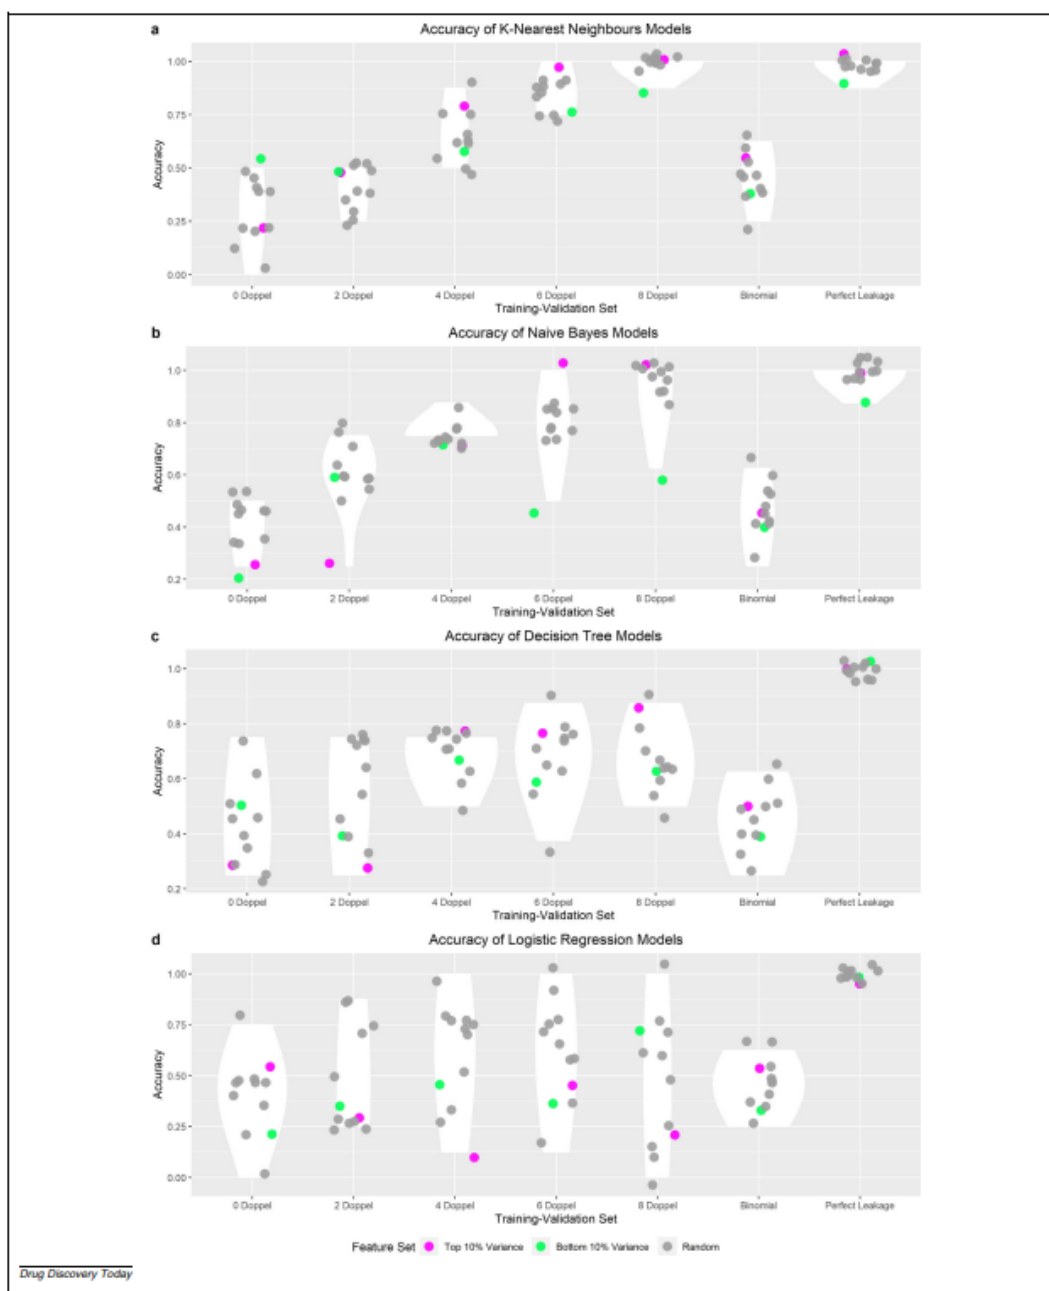 a Accuracy of K-Nearest Neighbours Models
1.00
0.75
0.50
0.25
0.00
Accuracy
0 Doppel 2 Doppel 4 Doppel 6 Doppel 8 Doppel Binomial Perfect Leakage
Training-Validation Set
b Accuracy of Naive Bayes Models
1.0
0.8
0.6
0.4
0.2
Accuracy
0 Doppel 2 Doppel 4 Doppel 6 Doppel 8 Doppel Binomial Perfect Leakage
Training-Validation Set
c Accuracy of Decision Tree Models
1.0
0.8
0.6
0.4
0.2
Accuracy
0 Doppel 2 Doppel 4 Doppel 6 Doppel 8 Doppel Binomial Perfect Leakage
Training-Validation Set
d Accuracy of Logistic Regression Models
1.00
0.75
0.50
0.25
0.00
Accuracy
0 Doppel 2 Doppel 4 Doppel 6 Doppel 8 Doppel Binomial Perfect Leakage
Training-Validation Set
Feature Set Top 10% Variance Bottom 10% Variance Random
Drug Discovery Today